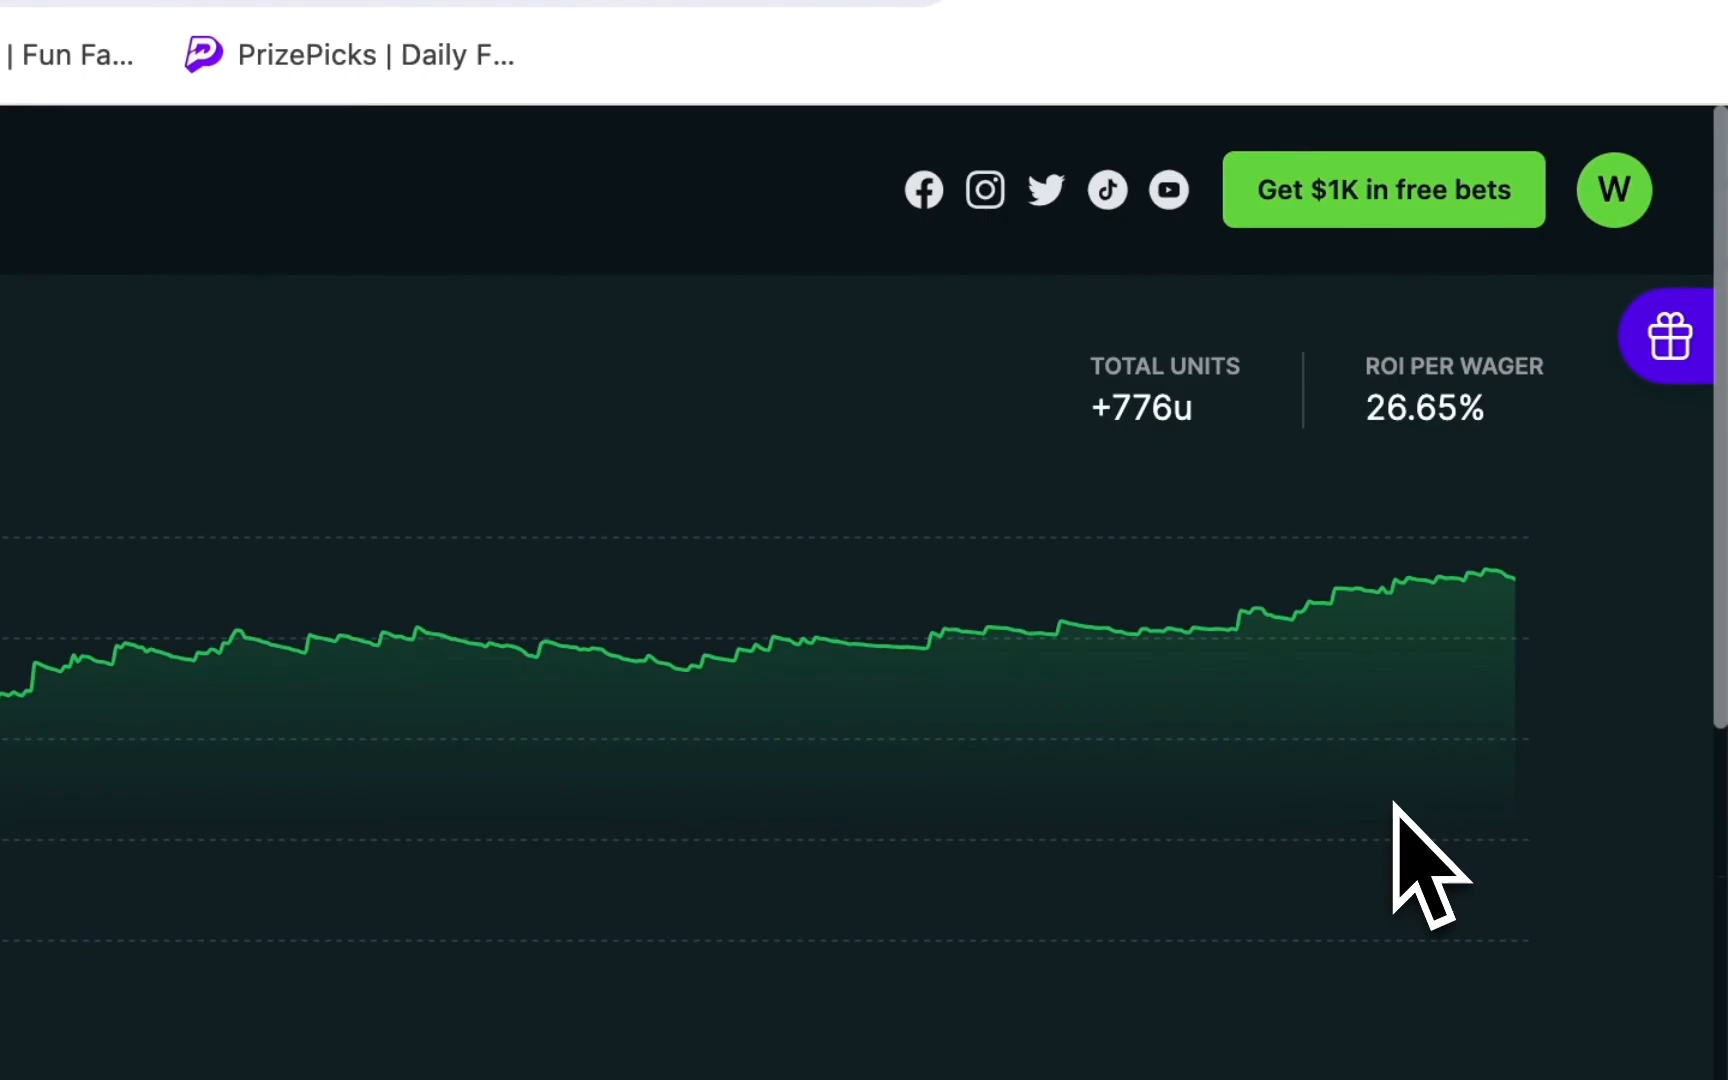 | Fun Fa... PrizePicks | Daily F...
Get $1K in free bets W
TOTAL UNITS ROI PER WAGER
+776u 26.65%